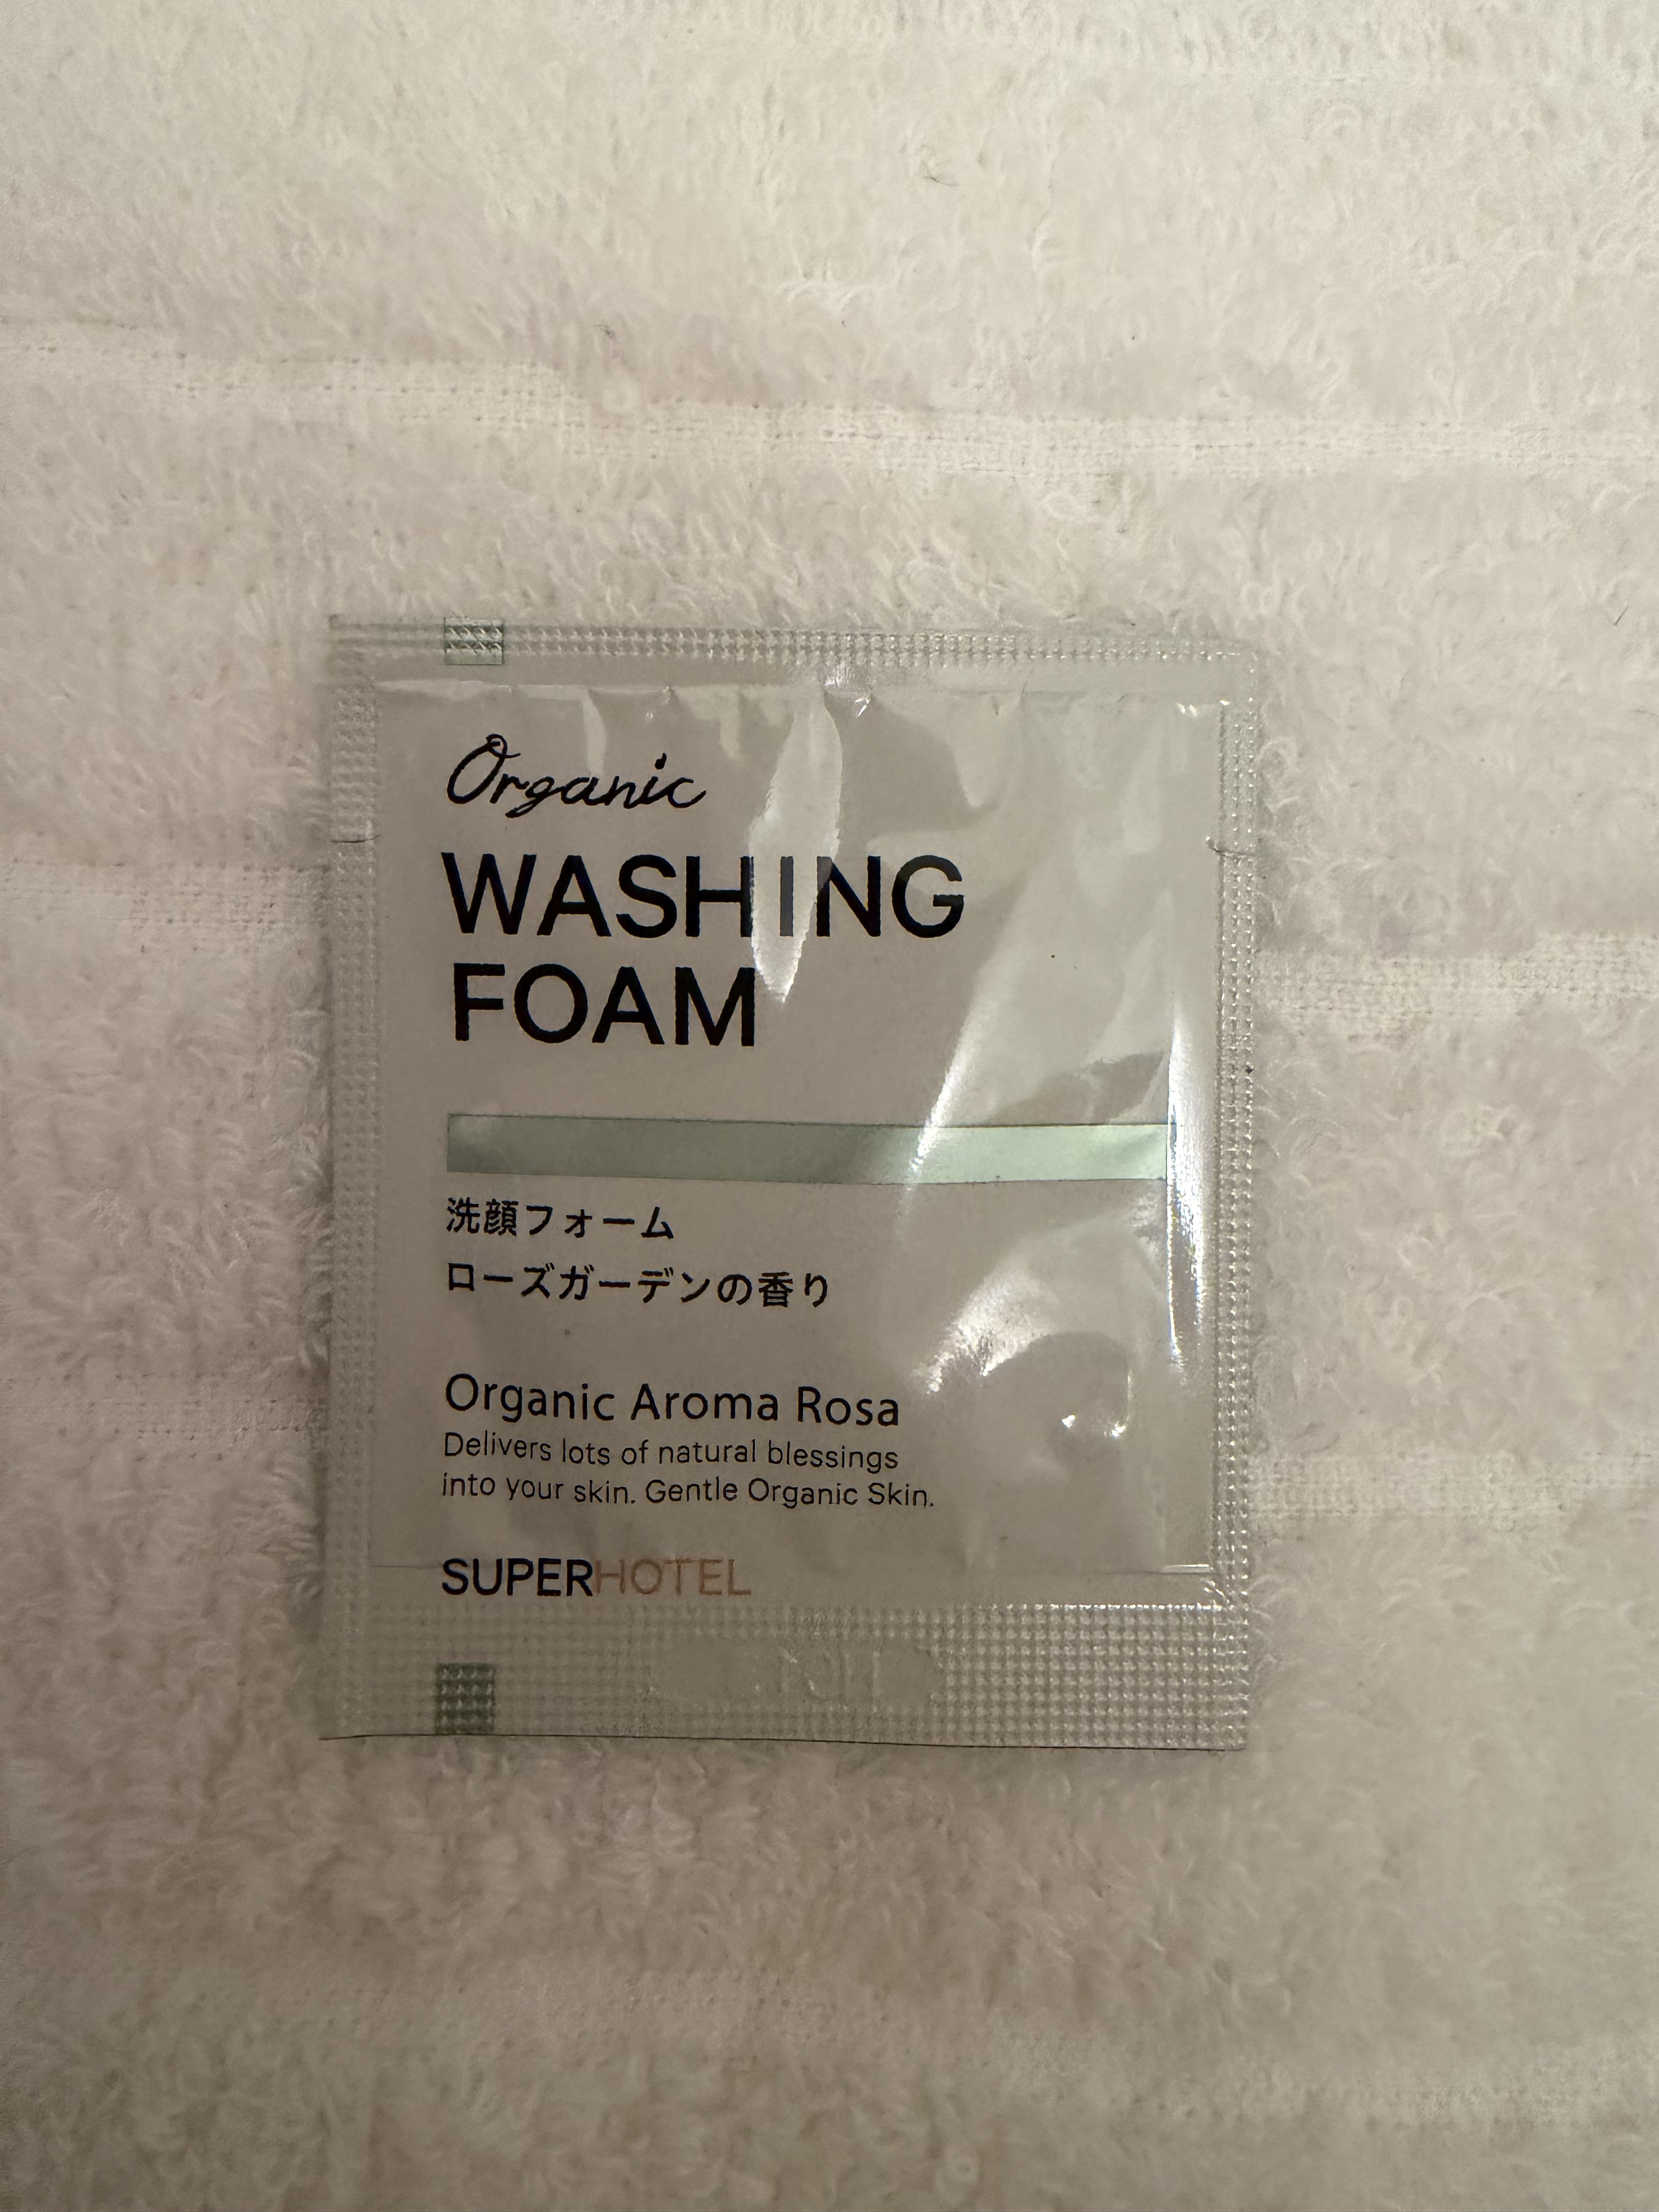 Organic
WASHING
FOAM
洗顔フォーム
ローズガーデンの香り
Organic Aroma Rosa
Delivers lots of natural blessings
into your skin. Gentle Organic Skin.
SUPERHOTEL